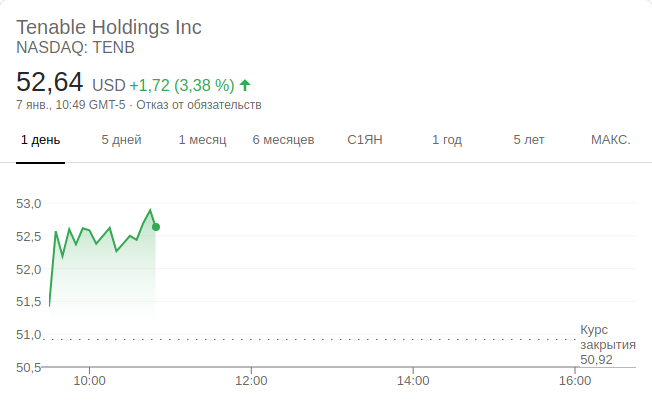 Tenable Holdings Inc
NASDAQ: TENB
52,64 USD +1,72 (3,38 %)
7 янв., 10:49 GMT-5 · Отказ от обязательств
1 день 5 дней 1 месяц 6 месяцев С1ЯН 1 год 5 лет МАКС.
53,0
52,5
52,0
51,5
51,0
50,5
Курс
закрытия
50,92
10:00 12:00 14:00 16:00